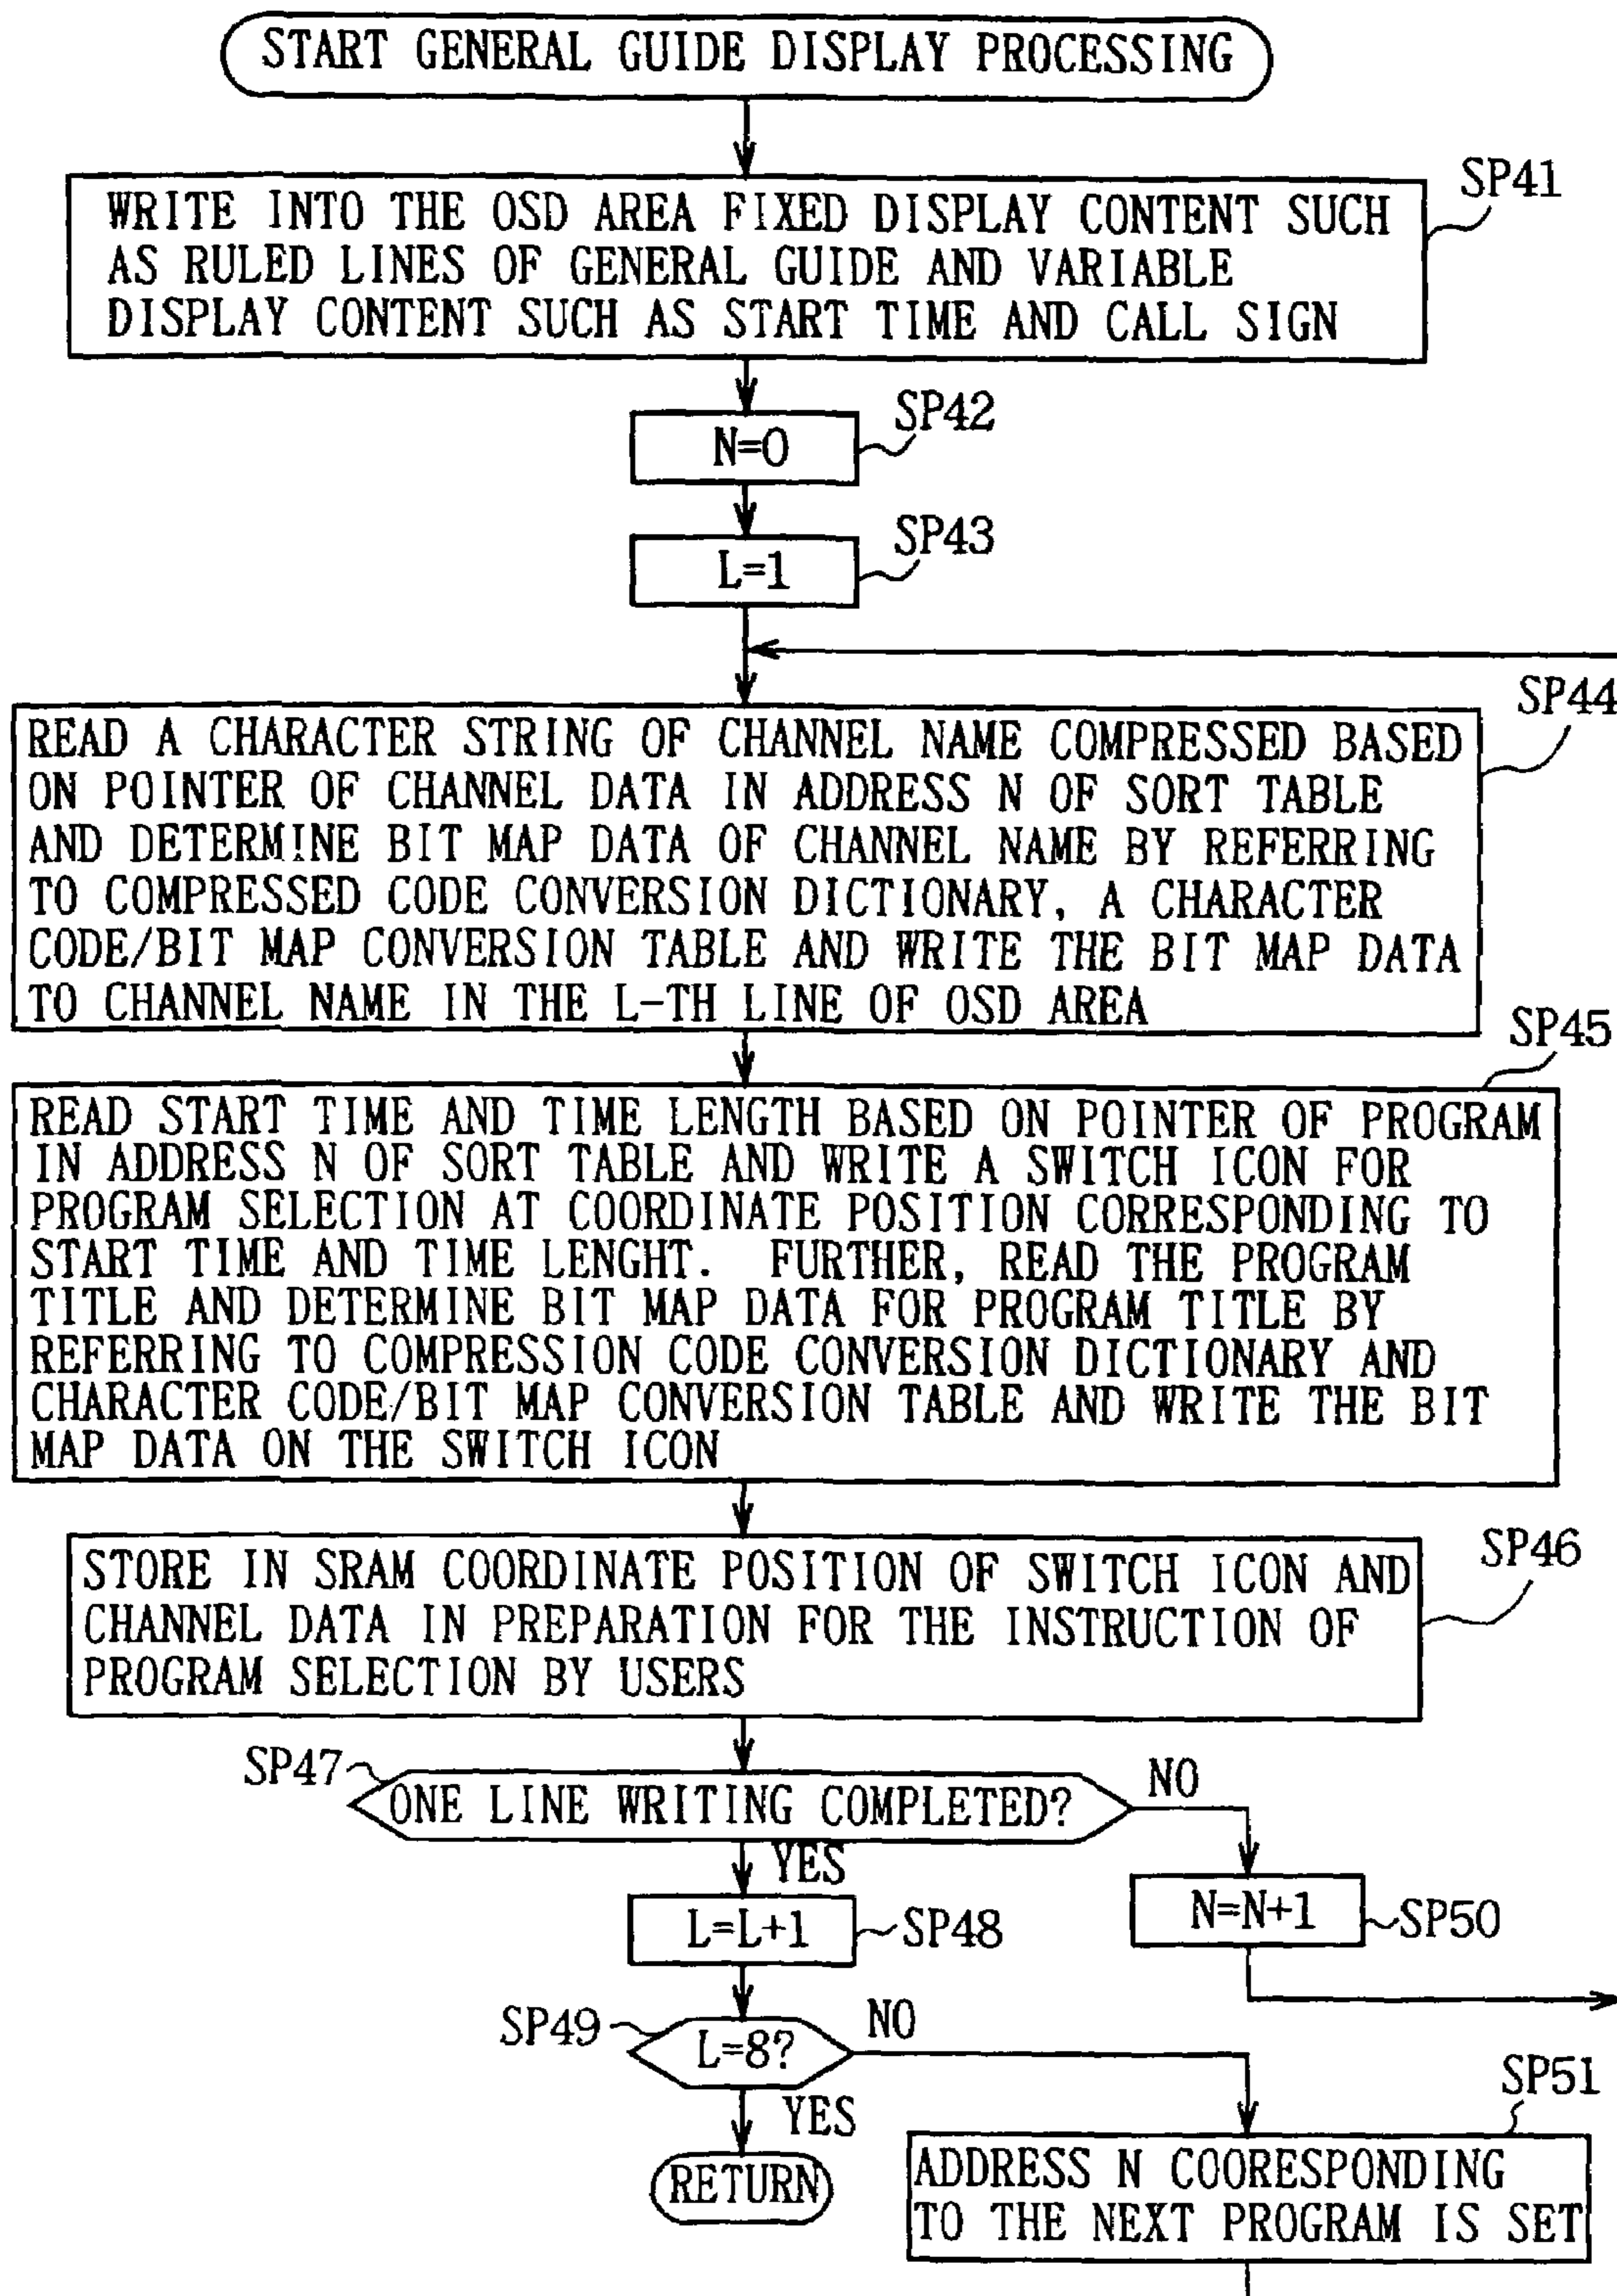 START GENERAL GUIDE DISPLAY PROCESSING
SP41
WRITE INTO THE OSD AREA FIXED DISPLAY CONTENT SUCH
AS RULED LINES OF GENERAL GUIDE AND VARIABLE
DISPLAY CONTENT SUCH AS START TIME AND CALL SIGN
SP42
N=0
SP43
L=1
SP44
READ A CHARACTER STRING OF CHANNEL NAME COMPRESSED BASED
ON POINTER OF CHANNEL DATA IN ADDRESS N OF SORT TABLE
AND DETERMINE BIT MAP DATA OF CHANNEL NAME BY REFERRING
TO COMPRESSED CODE CONVERSION DICTIONARY, A CHARACTER
CODE/BIT MAP CONVERSION TABLE AND WRITE THE BIT MAP DATA
TO CHANNEL NAME IN THE L-TH LINE OF OSD AREA
SP45
READ START TIME AND TIME LENGTH BASED ON POINTER OF PROGRAM
IN ADDRESS N OF SORT TABLE AND WRITE A SWITCH ICON FOR
PROGRAM SELECTION AT COORDINATE POSITION CORRESPONDING TO
START TIME AND TIME LENGHT. FURTHER, READ THE PROGRAM
TITLE AND DETERMINE BIT MAP DATA FOR PROGRAM TITLE BY
REFERRING TO COMPRESSION CODE CONVERSION DICTIONARY AND
CHARACTER CODE/BIT MAP CONVERSION TABLE AND WRITE THE BIT
MAP DATA ON THE SWITCH ICON
SP46
STORE IN SRAM COORDINATE POSITION OF SWITCH ICON AND
CHANNEL DATA IN PREPARATION FOR THE INSTRUCTION OF
PROGRAM SELECTION BY USERS
SP47
ONE LINE WRITING COMPLETED?
NO
YES
L=L+1
SP48
N=N+1
SP50
SP49
L=8?
NO
YES
RETURN
SP51
ADDRESS N COORESPONDING
TO THE NEXT PROGRAM IS SET